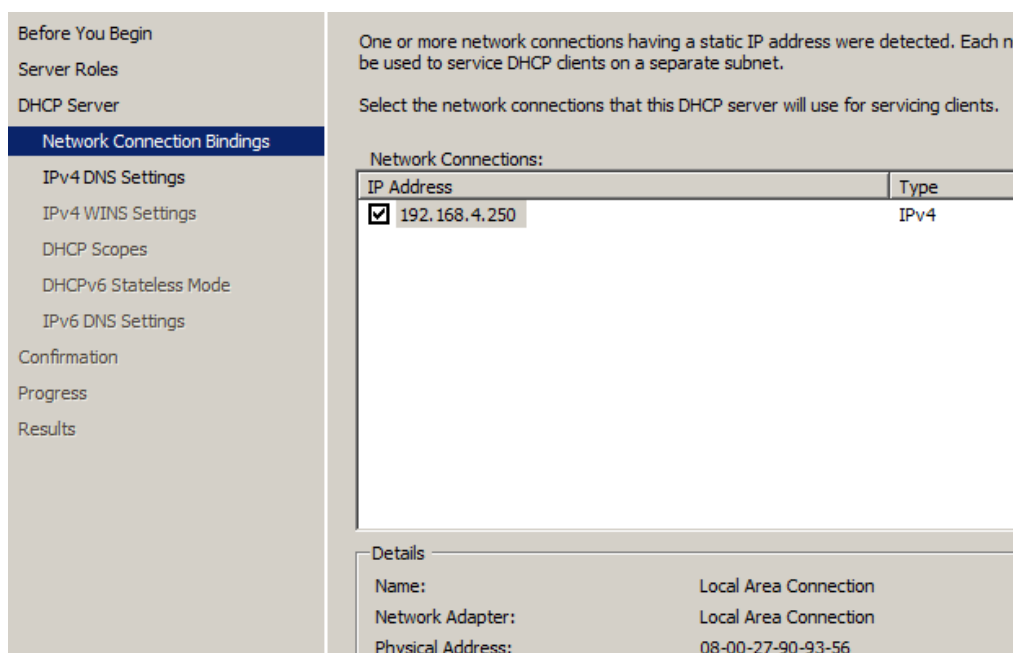 Before You Begin
Server Roles
DHCP Server
Network Connection Bindings
IPv4 DNS Settings
IPv4 WINS Settings
DHCP Scopes
DHCPv6 Stateless Mode
IPv6 DNS Settings
Confirmation
Progress
Results
One or more network connections having a static IP address were detected. Each n
be used to service DHCP clients on a separate subnet.
Select the network connections that this DHCP server will use for servicing clients.
Network Connections:
IP Address Type
192.168.4.250 IPv4
Details
Name: Local Area Connection
Network Adapter: Local Area Connection
Physical Address: 08-00-27-90-93-56